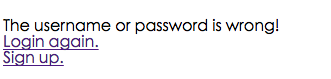 The username or password is wrong!
Login again.
Sign up.